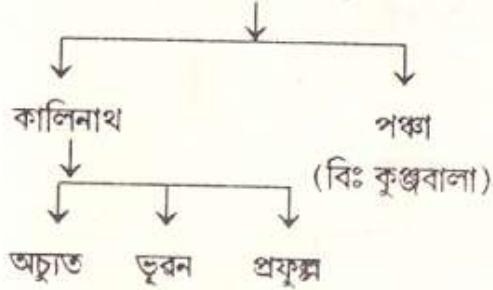 কালিনাথ পঞ্চা
(বিঃ কুঞ্জবালা)
অচ্যুত ভূবন প্রফুল্ল